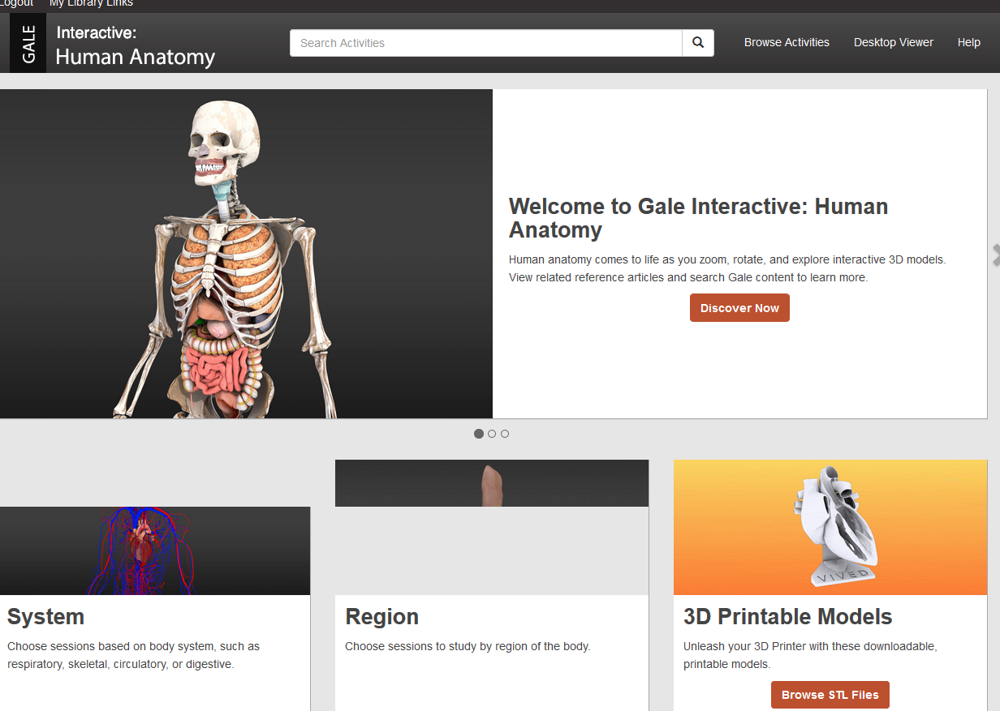 Logout My Library Links
GALE
Interactive:
Human Anatomy
Search Activities
Browse Activities Desktop Viewer Help
Welcome to Gale Interactive: Human
Anatomy
Human anatomy comes to life as you zoom, rotate, and explore interactive 3D models.
View related reference articles and search Gale content to learn more.
Discover Now
VIVED
System
Choose sessions based on body system, such as
respiratory, skeletal, circulatory, or digestive.
Region
Choose sessions to study by region of the body.
3D Printable Models
Unleash your 3D Printer with these downloadable,
printable models.
Browse STL Files